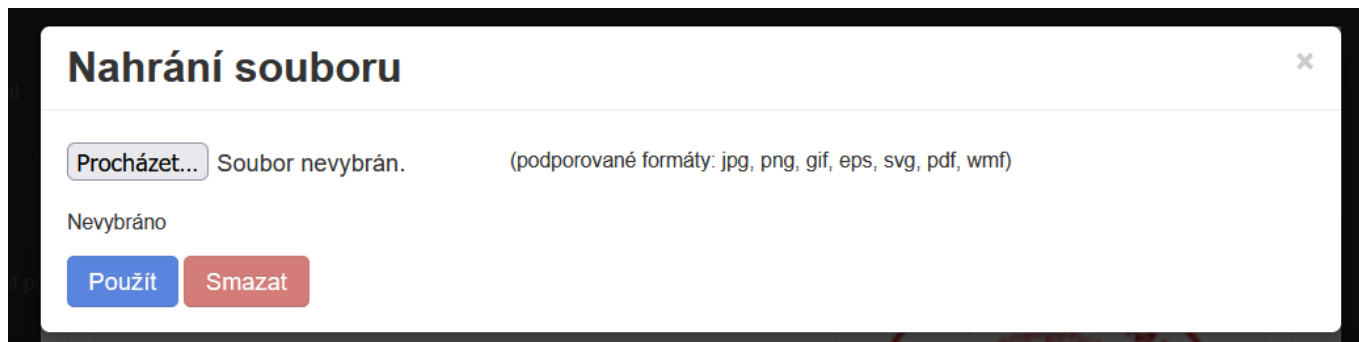 Nahrání souboru
×
Procházet... Soubor nevybrán. (podporované formáty: jpg, png, gif, eps, svg, pdf, wmf)
Nevybráno
Použít Smazat